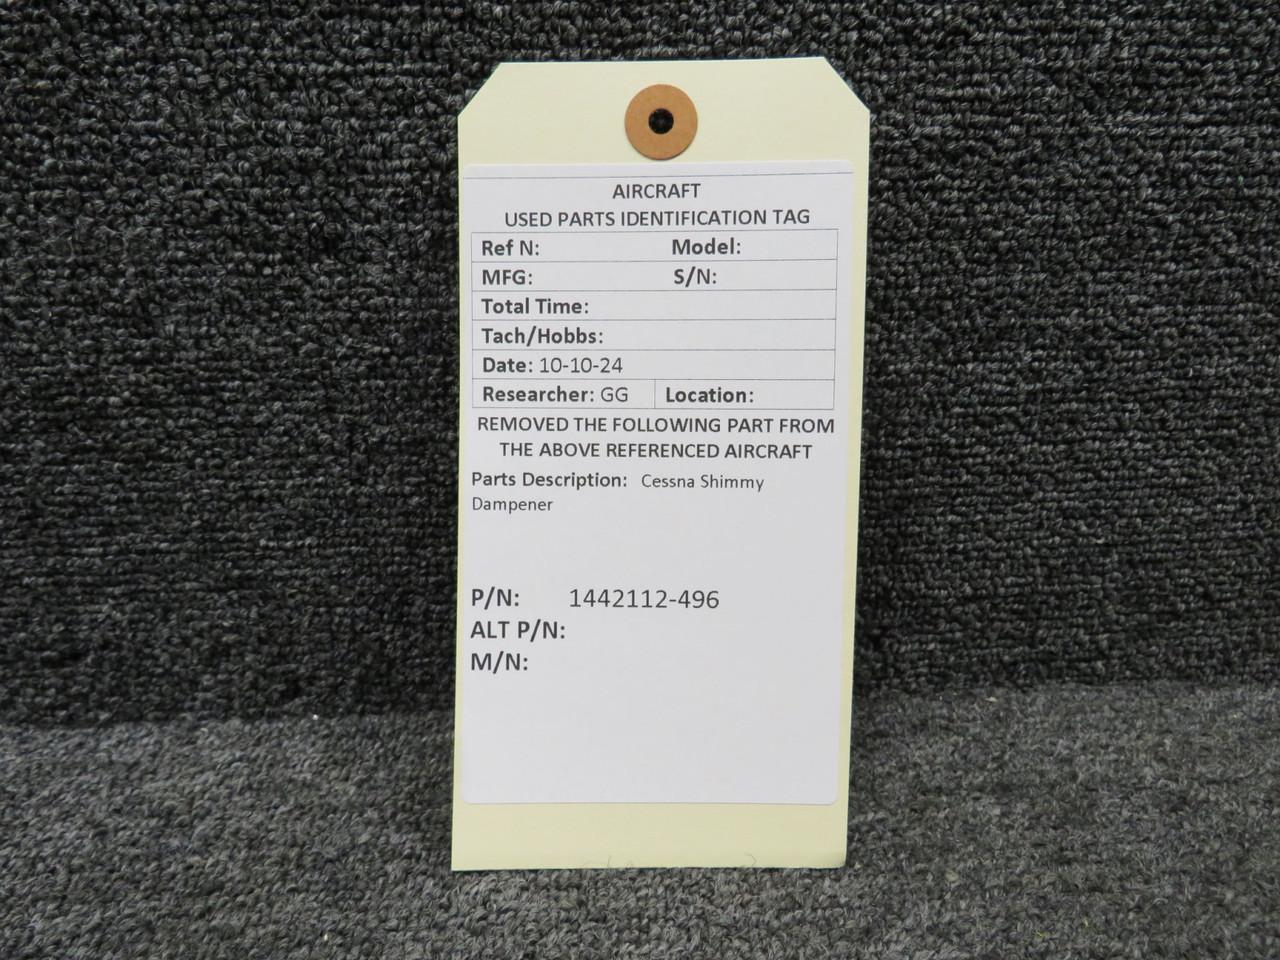 AIRCRAFT
USED PARTS IDENTIFICATION TAG
Ref N: Model:
MFG: S/N:
Total Time:
Tach/Hobbs:
Date: 10-10-24
Researcher: GG Location:
REMOVED THE FOLLOWING PART FROM
THE ABOVE REFERENCED AIRCRAFT
Parts Description: Cessna Shimmy
Dampener
P/N: 1442112-496
ALT P/N:
M/N: